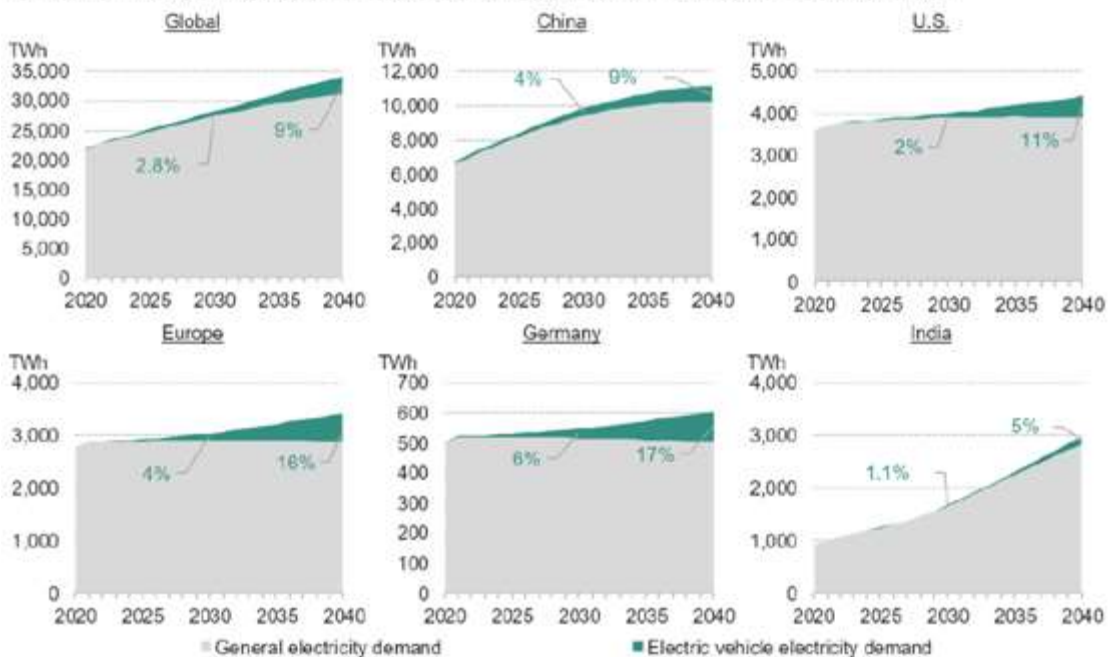 Global
TWh
35,000
30,000
25,000
20,000
15,000
10,000
5,000
0
2.8%
9%
2020 2025 2030 2035 2040
China
TWh
12,000
10,000
8,000
6,000
4,000
2,000
0
4%
9%
2020 2025 2030 2035 2040
U.S.
TWh
5,000
4,000
3,000
2,000
1,000
0
2%
11%
2020 2025 2030 2035 2040
Europe
TWh
4,000
3,000
2,000
1,000
0
4%
16%
2020 2025 2030 2035 2040
Germany
TWh
700
600
500
400
300
200
100
0
6%
17%
2020 2025 2030 2035 2040
India
TWh
4,000
3,000
2,000
1,000
0
1.1%
5%
2020 2025 2030 2035 2040
General electricity demand
Electric vehicle electricity demand